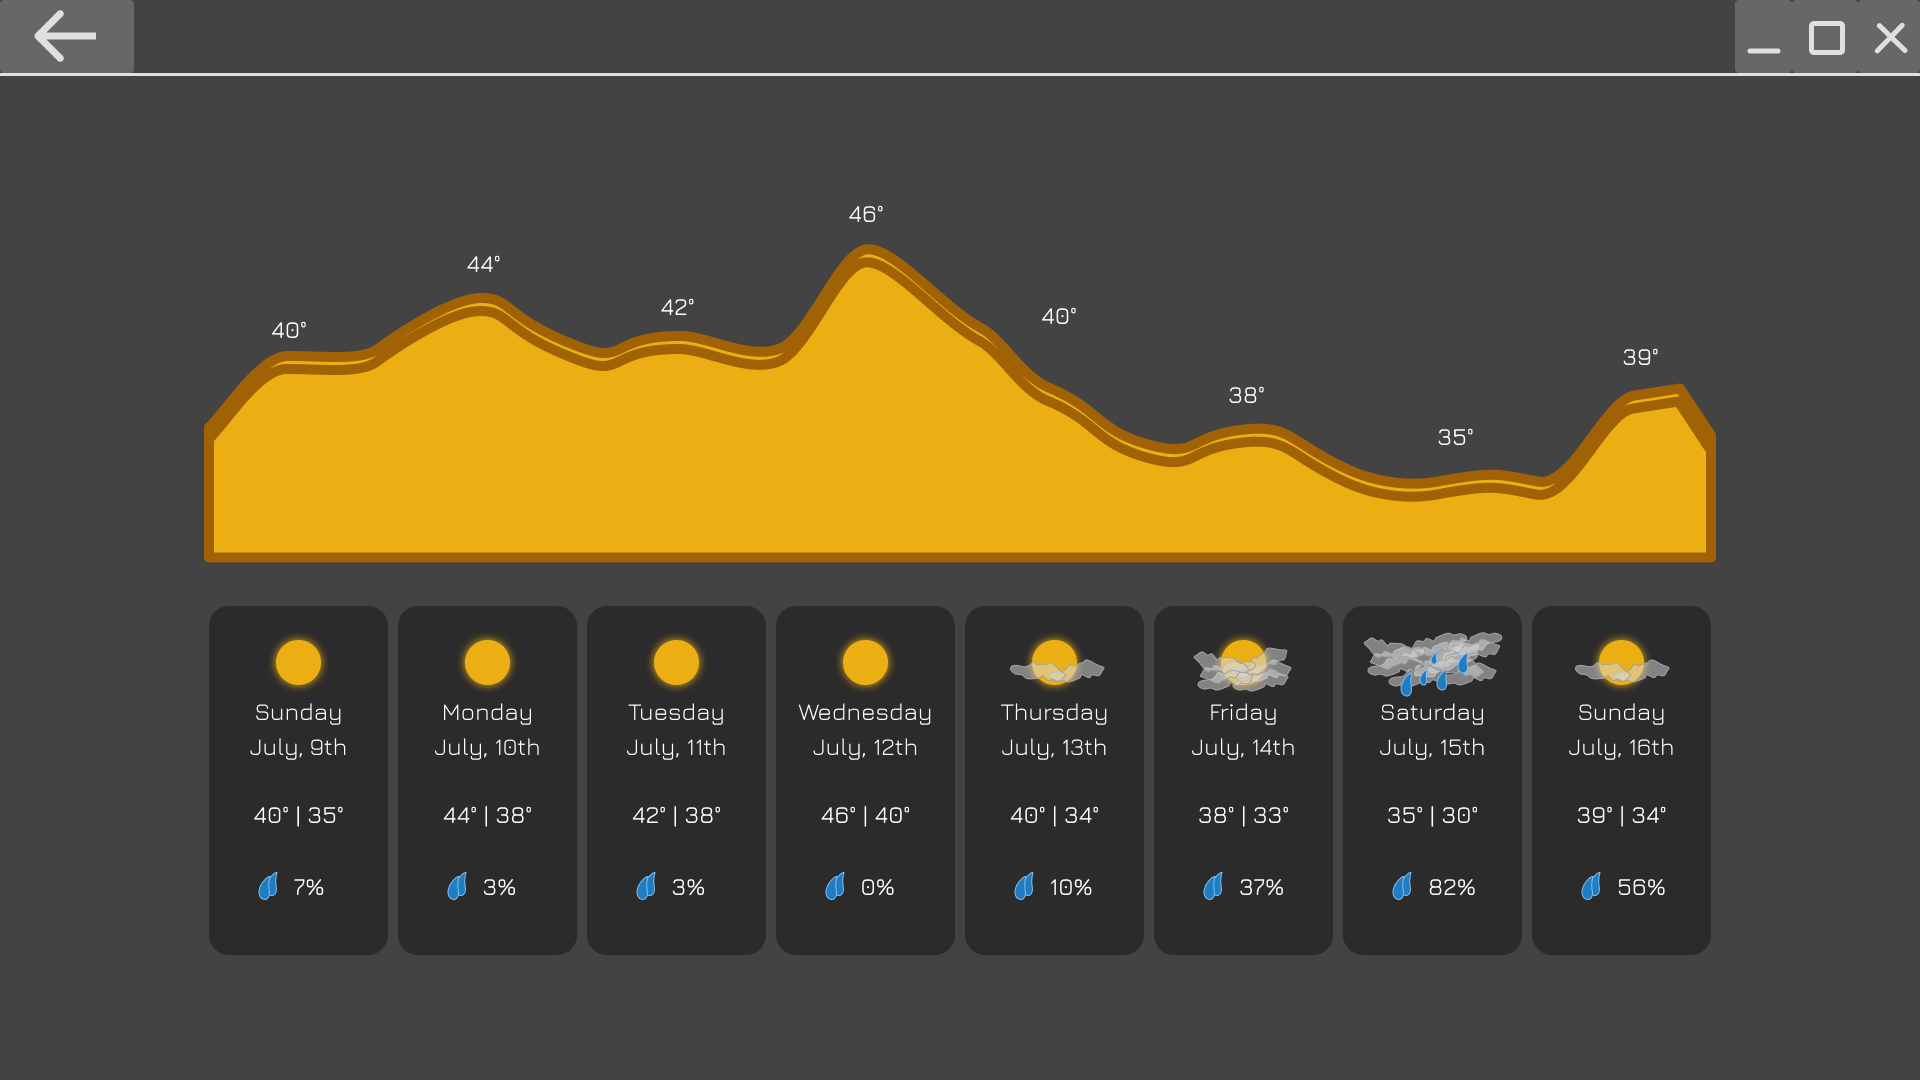 46°
44°
42°
40°
40°
39°
38°
35°
Sunday
July, 9th
40° | 35°
7%
Monday
July, 10th
44° | 38°
3%
Tuesday
July, 11th
42° | 38°
3%
Wednesday
July, 12th
46° | 40°
0%
Thursday
July, 13th
40° | 34°
10%
Friday
July, 14th
38° | 33°
37%
Saturday
July, 15th
35° | 30°
82%
Sunday
July, 16th
39° | 34°
56%